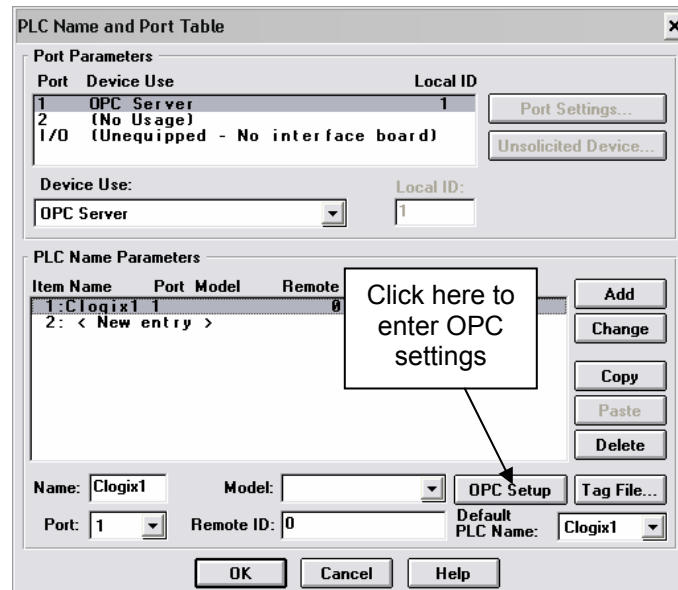 PLC Name and Port Table
Port Parameters
Port Device Use Local ID
1 OPC Server 1
2 (No Usage)
I/O (Unequipped - No interface board)
Port Settings...
Unsolicited Device...
Device Use:
Local ID:
OPC Server
1
PLC Name Parameters
Item Name Port Model Remote
1:Clogix1 1 0
2: < New entry >
Click here to
enter OPC
settings
Add
Change
Copy
Paste
Delete
Name: Clogix1 Model: OPC Setup Tag File...
Port: 1 Remote ID: 0 Default
PLC Name: Clogix1
OK Cancel Help